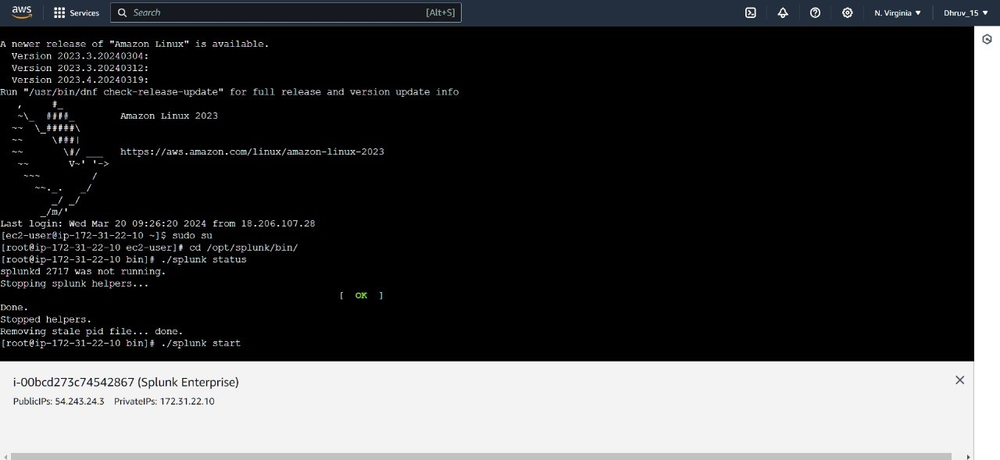 aws Services Search [Alt+S] N. Virginia ▼ Dhruv_15 ▼
A newer release of "Amazon Linux" is available.
  Version 2023.3.20240304:
  Version 2023.3.20240312:
  Version 2023.4.20240319:
Run "/usr/bin/dnf check-release-update" for full release and version update info
   ,     #_
   ~\_  ####_        Amazon Linux 2023
  ~~  \_#####\
  ~~     \###|
  ~~       \#/ ___   https://aws.amazon.com/linux/amazon-linux-2023
   ~~       V~' '->
    ~~~         /
      ~~._.   _/
         _/ _/
       _/m/'
Last login: Wed Mar 20 09:26:20 2024 from 18.206.107.28
[ec2-user@ip-172-31-22-10 ~]$ sudo su
[root@ip-172-31-22-10 ec2-user]# cd /opt/splunk/bin/
[root@ip-172-31-22-10 bin]# ./splunk status
splunkd 2717 was not running.
Stopping splunk helpers...
[  OK  ]
Done.
Stopped helpers.
Removing stale pid file... done.
[root@ip-172-31-22-10 bin]# ./splunk start
i-00bcd273c74542867 (Splunk Enterprise)
PublicIPs: 54.243.24.3 PrivateIPs: 172.31.22.10